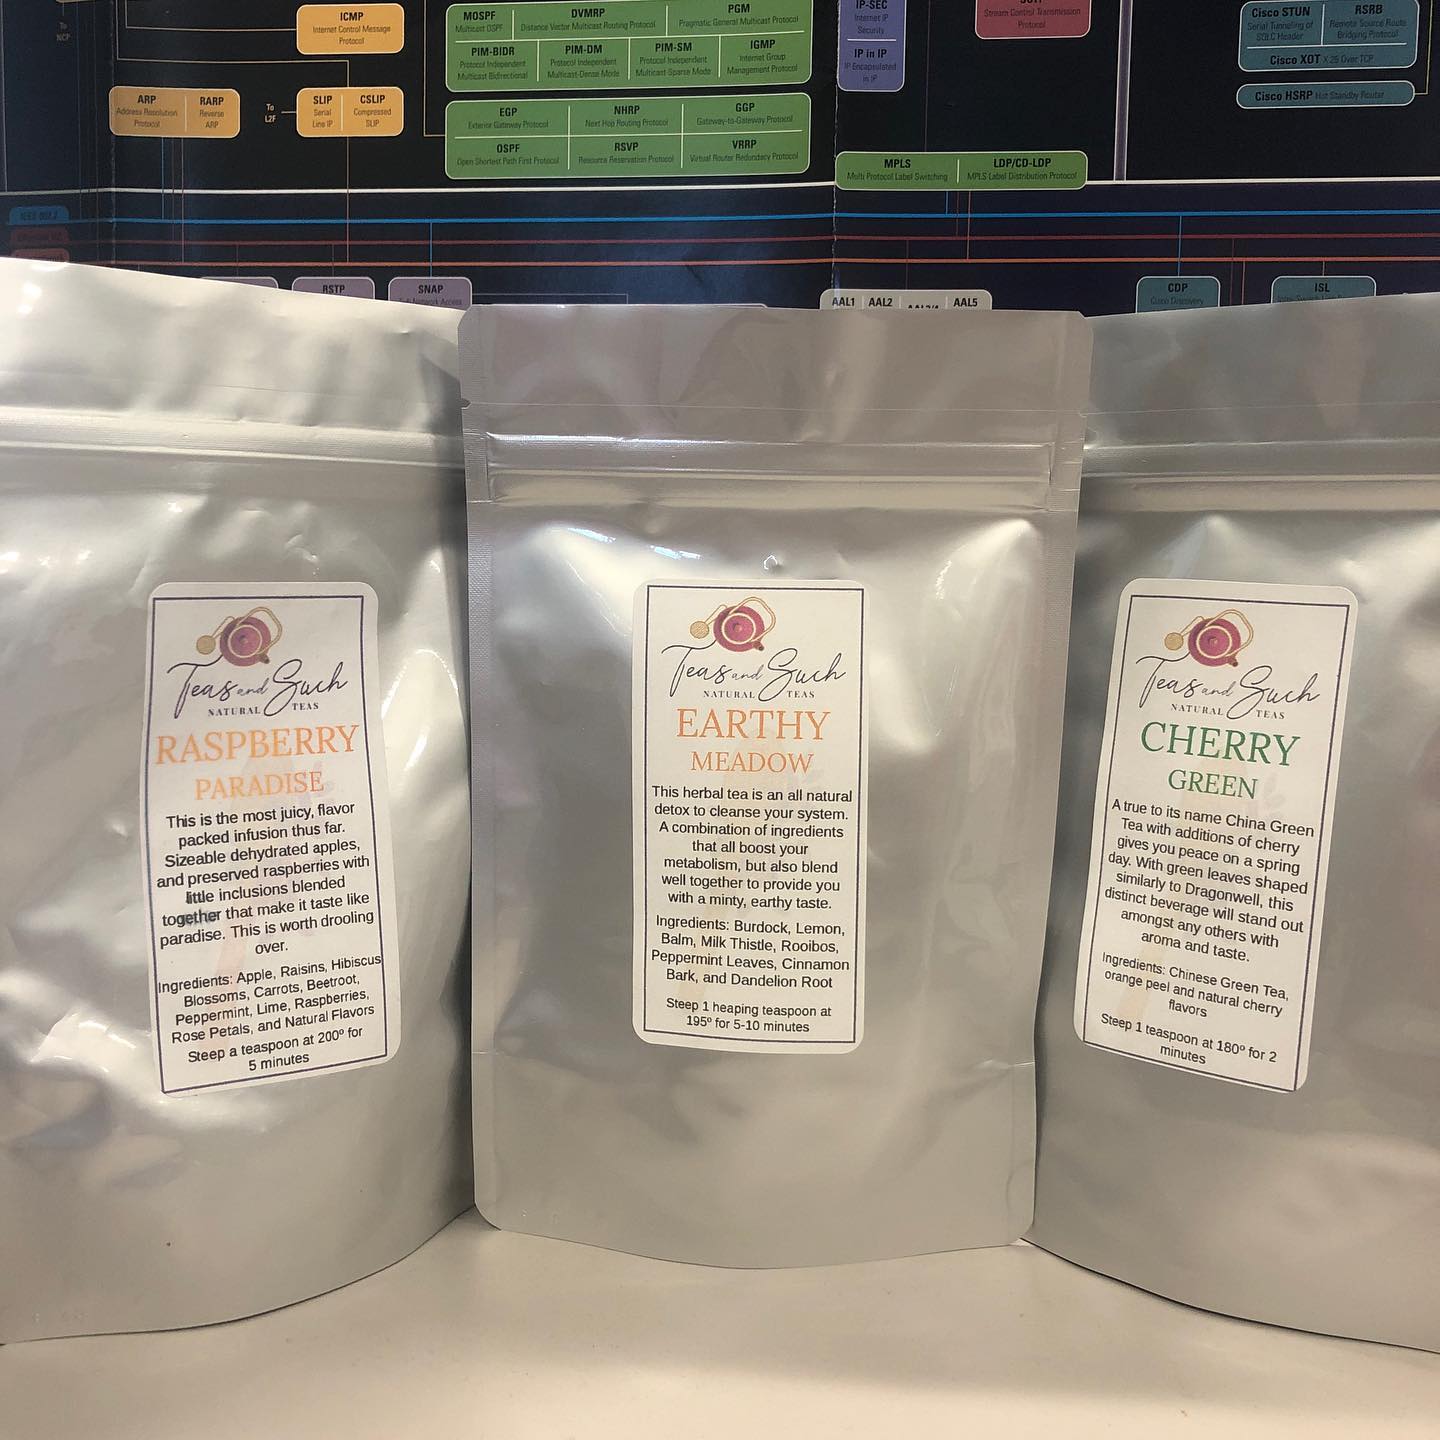 NCP
ICMP
Internet Control Message
Protocol
ARP
Address Resolution
Protocol
RARP
Reverse
ARP
To
L2F
SLIP
Serial
Line IP
CSLIP
Compressed
SLIP
MOSPF
Multicast OSPF
DVMRP
Distance Vector Multicast Routing Protocol
PGM
Pragmatic General Multicast Protocol
PIM-BIDR
Protocol Independent
Multicast Bidirectional
PIM-DM
Protocol Independent
Multicast-Dense Mode
PIM-SM
Protocol Independent
Multicast-Sparse Mode
IGMP
Internet Group
Management Protocol
EGP
Exterior Gateway Protocol
NHRP
Next Hop Routing Protocol
GGP
Gateway-to-Gateway Protocol
OSPF
Open Shortest Path First Protocol
RSVP
Resource Reservation Protocol
VRRP
Virtual Router Redundancy Protocol
IP-SEC
Internet IP
Security
IP in IP
IP Encapsulated
in IP
Stream Control Transmission
Protocol
MPLS
Multi Protocol Label Switching
LDP/CD-LDP
MPLS Label Distribution Protocol
Cisco STUN
Serial Tunneling of
SDLC Header
RSRB
Remote Source Route
Bridging Protocol
Cisco XOT X.25 Over TCP
Cisco HSRP Hot Standby Router
RSTP
SNAP
Sub Network Access
AAL1
AAL2
AAL3/4
AAL5
CDP
Cisco Discovery
ISL
Teas and Such
NATURAL TEAS
RASPBERRY
PARADISE
This is the most juicy, flavor
packed infusion thus far.
Sizeable dehydrated apples,
and preserved raspberries with
little inclusions blended
together that make it taste like
paradise. This is worth drooling
over.
Ingredients: Apple, Raisins, Hibiscus
Blossoms, Carrots, Beetroot,
Peppermint, Lime, Raspberries,
Rose Petals, and Natural Flavors
Steep a teaspoon at 200º for
5 minutes
Teas and Such
NATURAL TEAS
EARTHY
MEADOW
This herbal tea is an all natural
detox to cleanse your system.
A combination of ingredients
that all boost your
metabolism, but also blend
well together to provide you
with a minty, earthy taste.
Ingredients: Burdock, Lemon,
Balm, Milk Thistle, Rooibos,
Peppermint Leaves, Cinnamon
Bark, and Dandelion Root
Steep 1 heaping teaspoon at
195º for 5-10 minutes
Teas and Such
NATURAL TEAS
CHERRY
GREEN
A true to its name China Green
Tea with additions of cherry
gives you peace on a spring
day. With green leaves shaped
similarly to Dragonwell, this
distinct beverage will stand out
amongst any others with
aroma and taste.
Ingredients: Chinese Green Tea,
orange peel and natural cherry
flavors
Steep 1 teaspoon at 180º for 2
minutes